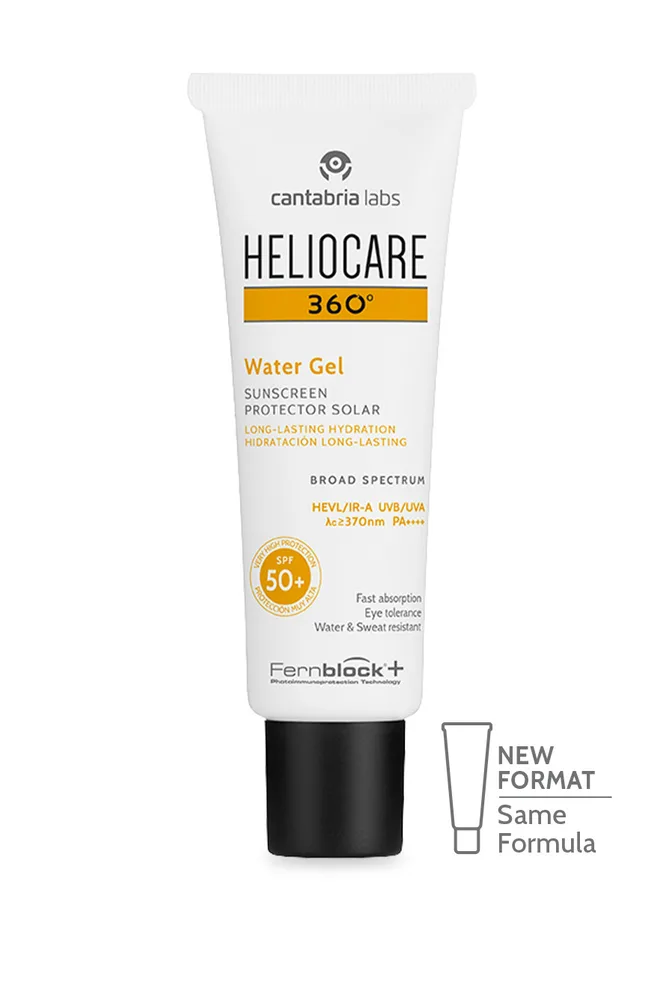 cantabria labs
HELIOCARE
360°
Water Gel
SUNSCREEN
PROTECTOR SOLAR
LONG-LASTING HYDRATION
HIDRATACIÓN LONG-LASTING
BROAD SPECTRUM
HEVL/IR-A UVB/UVA
λc≥370nm PA++++
VERY HIGH PROTECTION
SPF
50+
PROTECCIÓN MUY ALTA
Fast absorption
Eye tolerance
Water & Sweat resistant
Fernblock+
Photoimmunoprotection Technology
NEW
FORMAT
Same
Formula